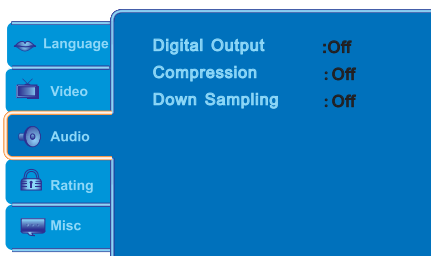 Language
Video
Audio
Rating
Misc
Digital Output :Off
Compression : Off
Down Sampling : Off